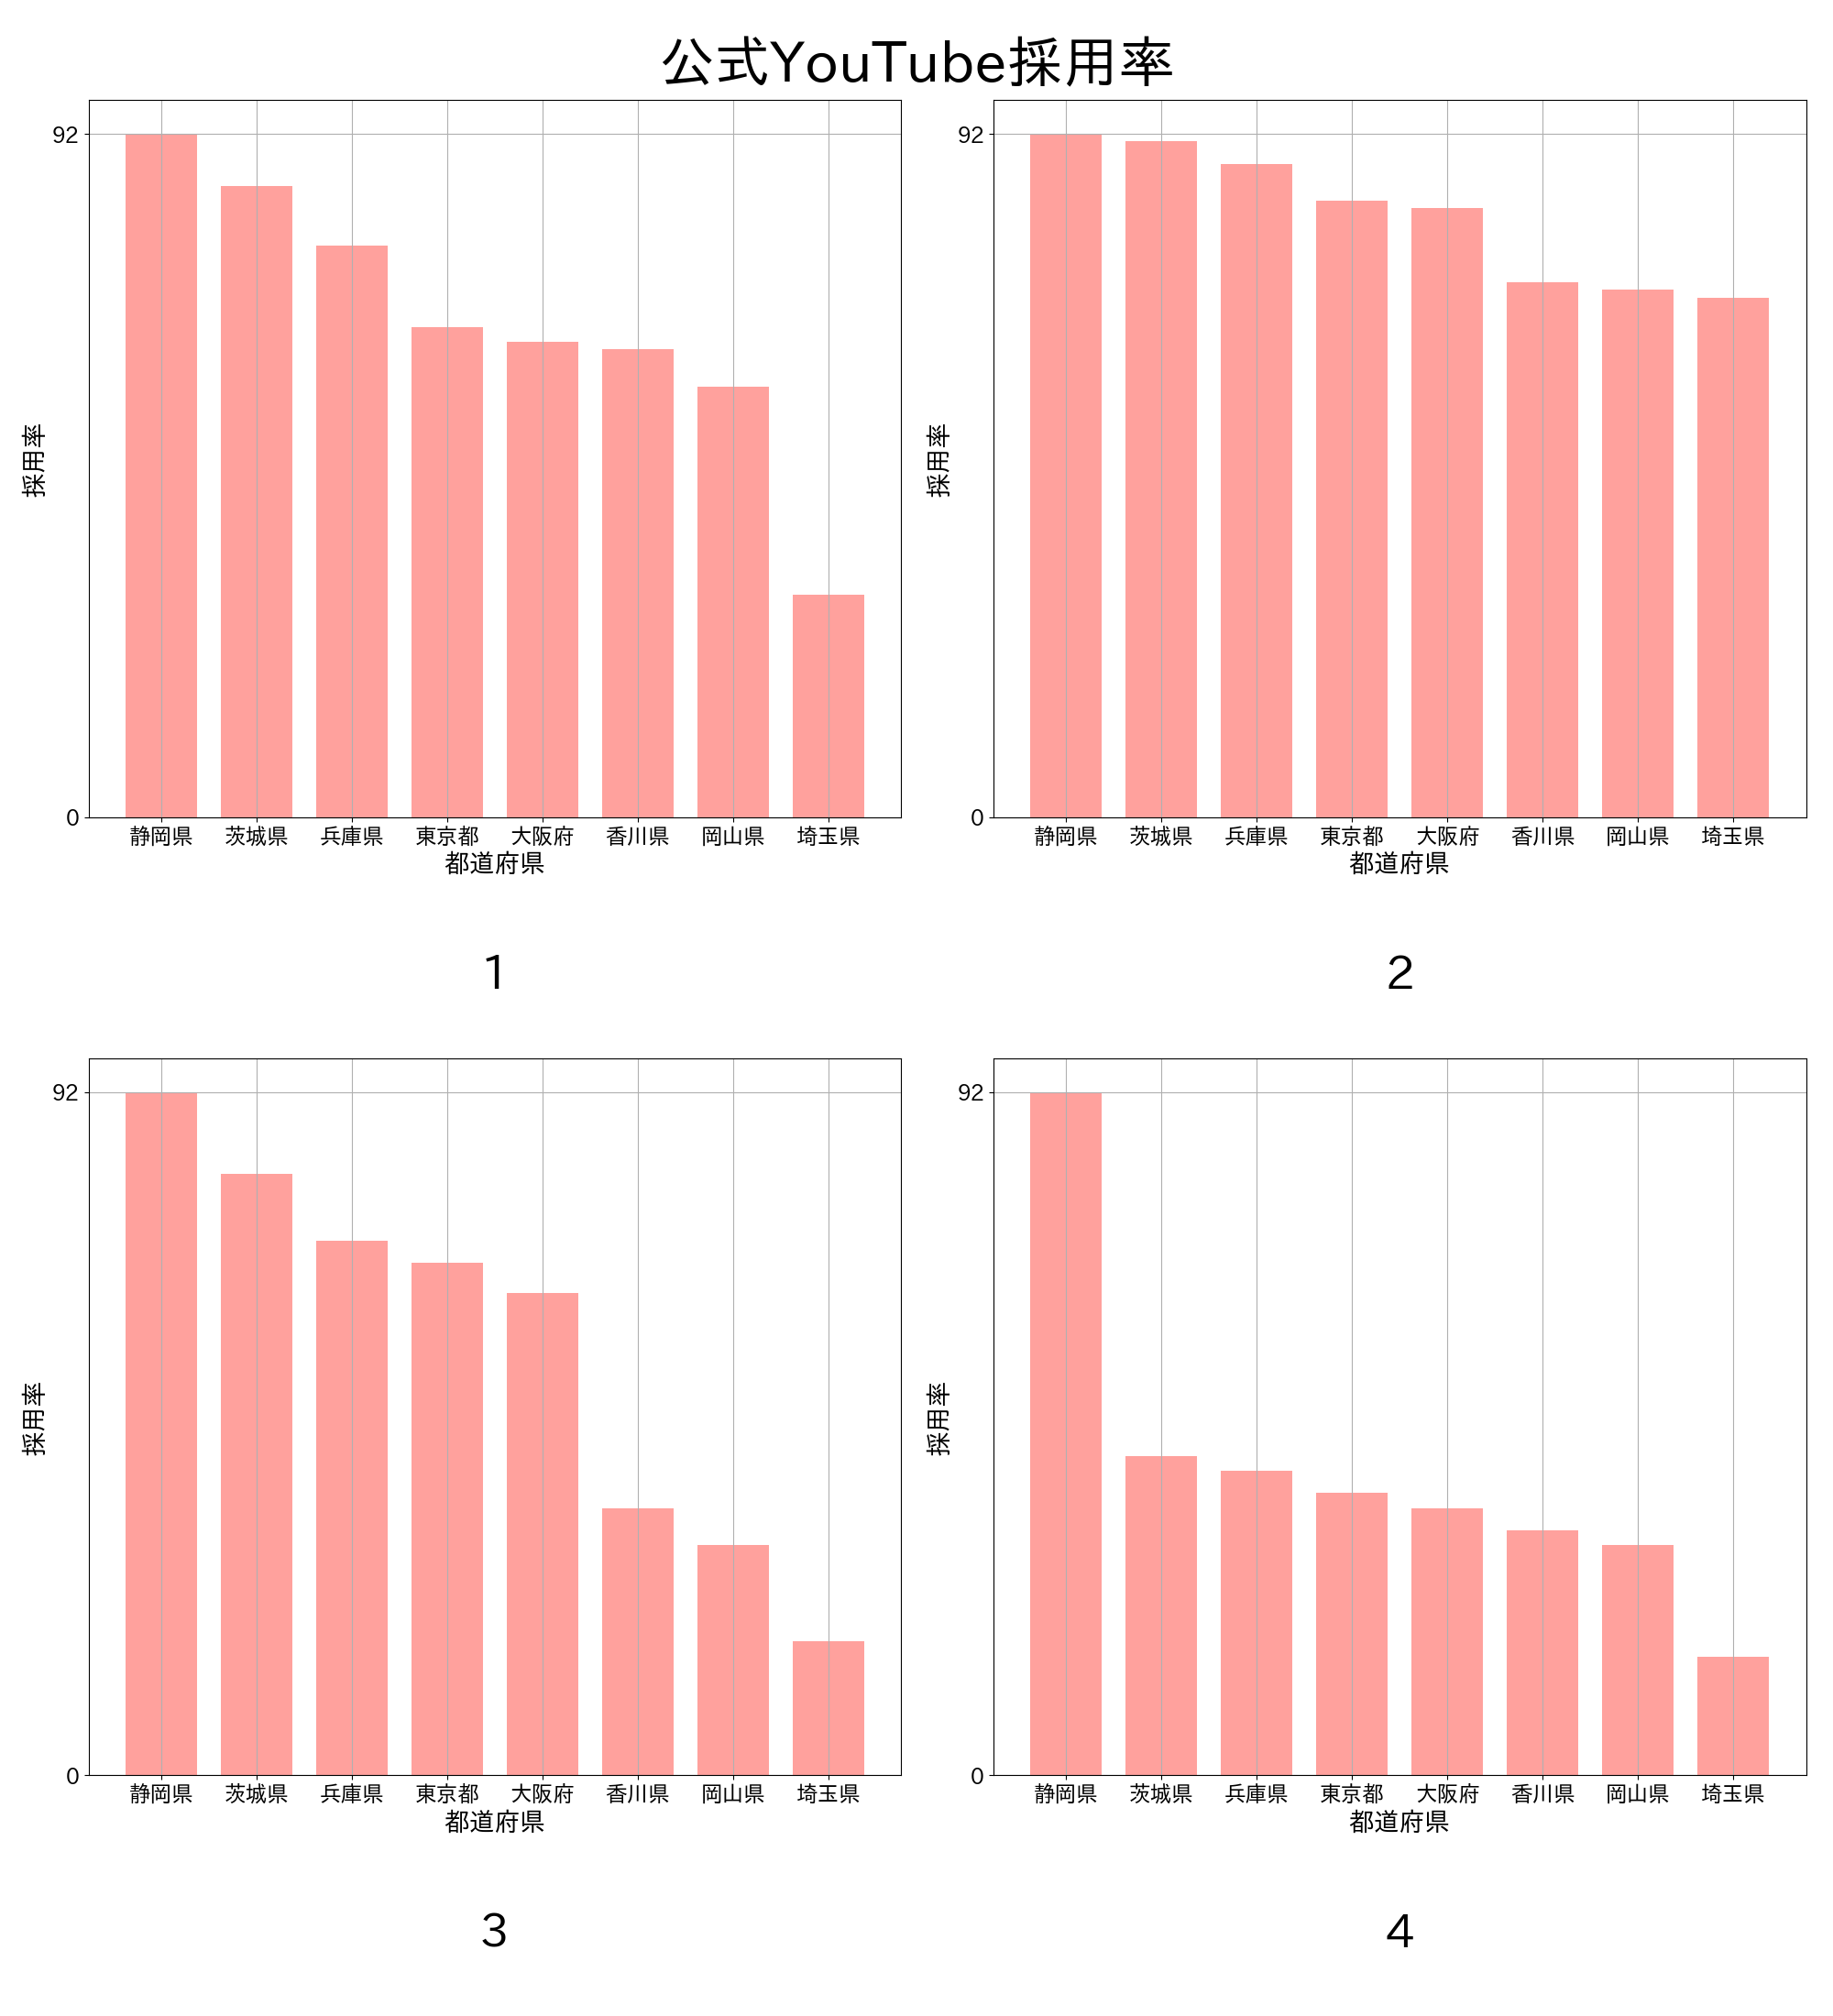 公式YouTube採用率
92
0
採用率
静岡県 茨城県 兵庫県 東京都 大阪府 香川県 岡山県 埼玉県
都道府県
1
92
0
採用率
静岡県 茨城県 兵庫県 東京都 大阪府 香川県 岡山県 埼玉県
都道府県
2
92
0
採用率
静岡県 茨城県 兵庫県 東京都 大阪府 香川県 岡山県 埼玉県
都道府県
3
92
0
採用率
静岡県 茨城県 兵庫県 東京都 大阪府 香川県 岡山県 埼玉県
都道府県
4